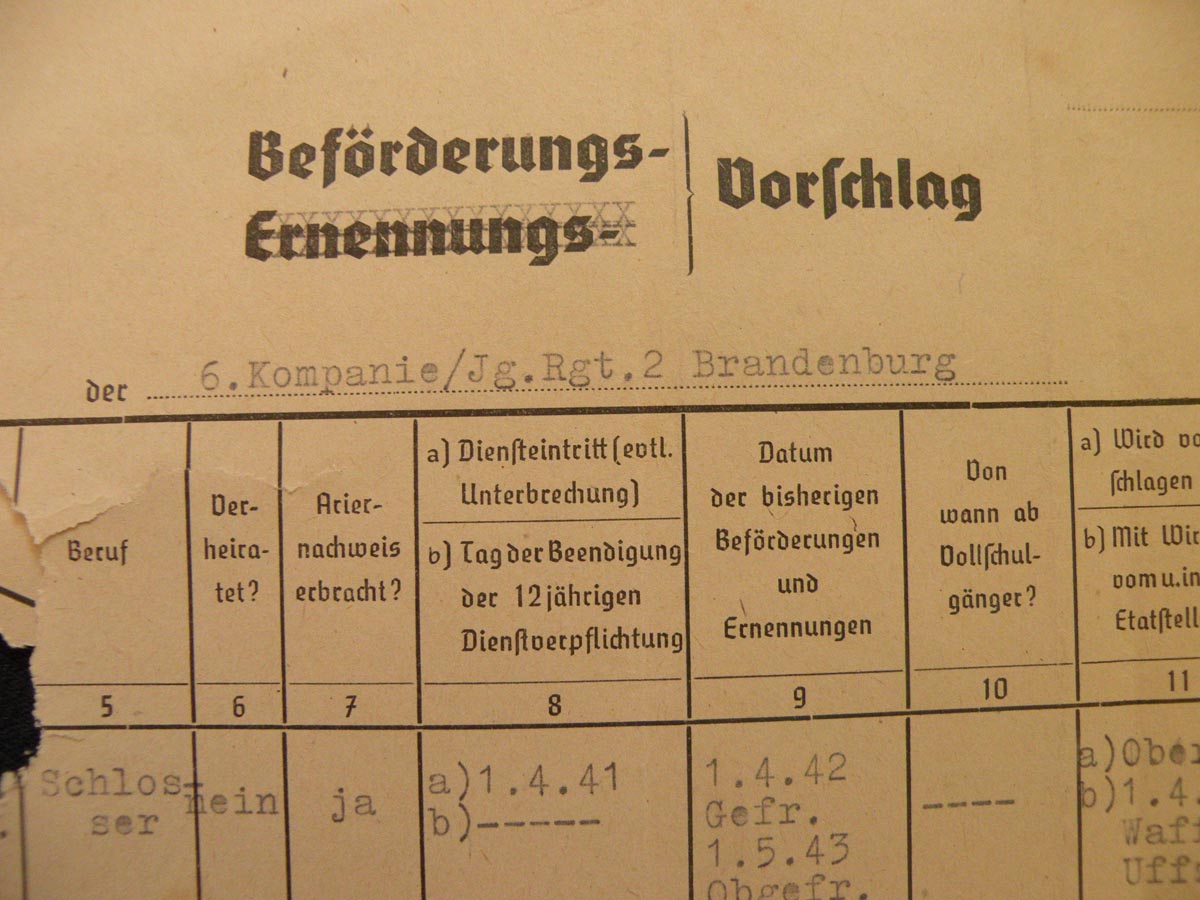 Beförderungs-
Ernennungs-
Vorschlag
der 6.Kompanie/Jg.Rgt.2 Brandenburg
Beruf
Ver-
heira-
tet?
Arier-
nachweis
erbracht?
a) Diensteintritt (evtl.
Unterbrechung)
b) Tag der Beendigung
der 12jährigen
Dienstverpflichtung
Datum
der bisherigen
Beförderungen
und
Ernennungen
Von
wann ab
Vollschul-
gänger?
a) Wird vo
schlagen
b) Mit Wir
vom u. in
Etatstell
5 6 7 8 9 10 11
Schlos-
ser
nein
ja
a)1.4.41
b)-----
1.4.42
Gefr.
1.5.43
Obgefr.
----
a)Ober
b)1.4.
Waff
Uffs